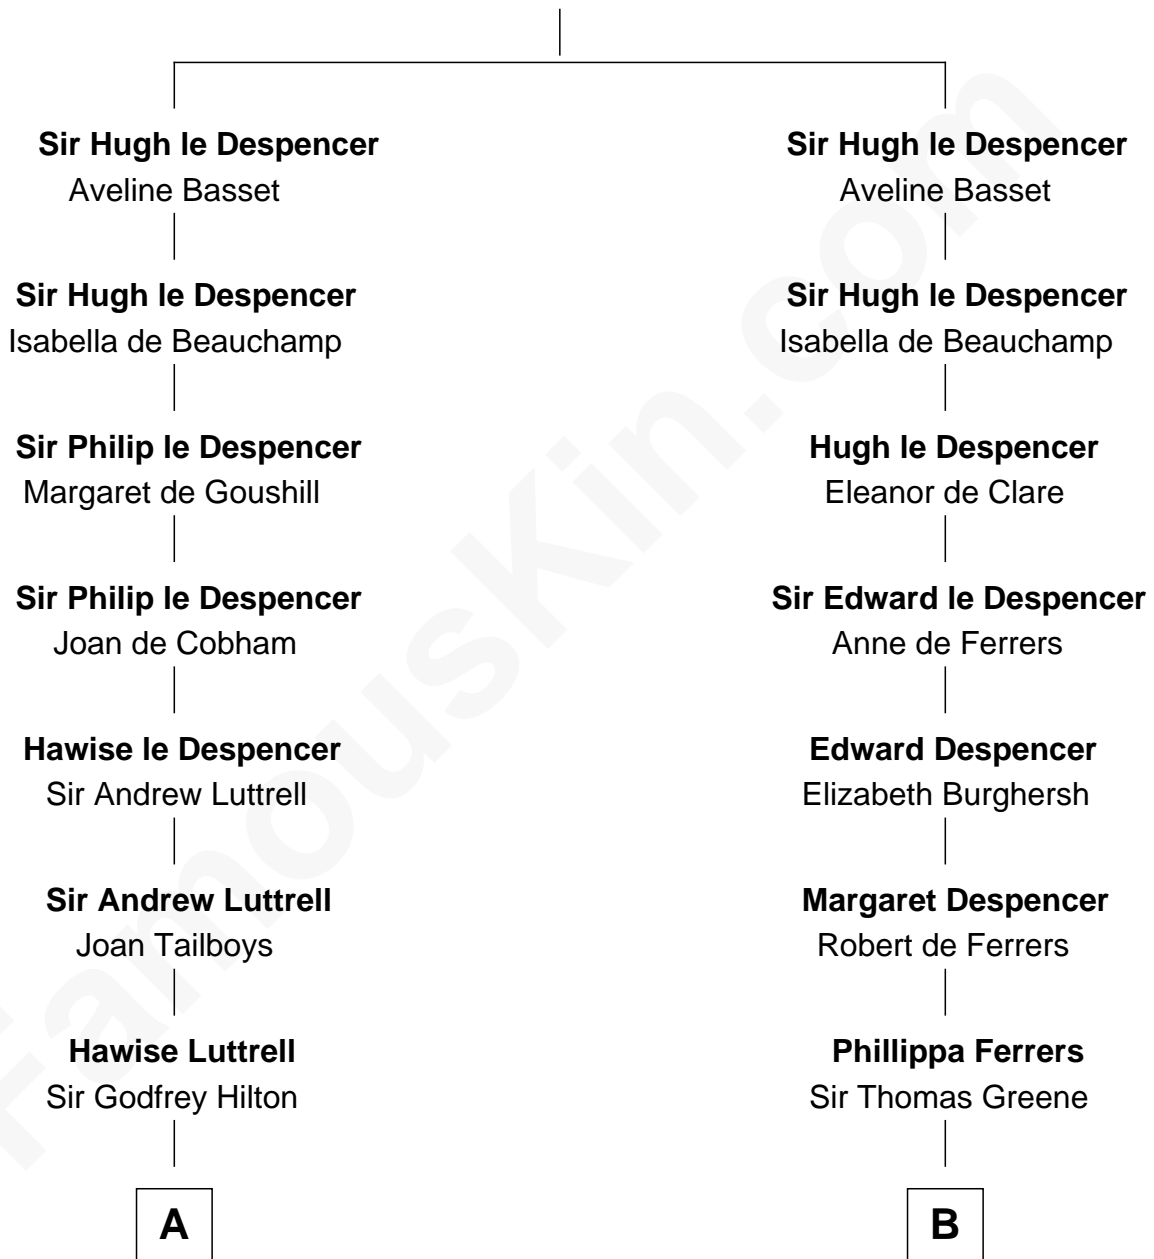 Sir Hugh le Despencer
Aveline Basset
Sir Hugh le Despencer
Isabella de Beauchamp
Sir Philip le Despencer
Margaret de Goushill
Sir Philip le Despencer
Joan de Cobham
Hawise le Despencer
Sir Andrew Luttrell
Sir Andrew Luttrell
Joan Tailboys
Hawise Luttrell
Sir Godfrey Hilton
A
Sir Hugh le Despencer
Aveline Basset
Sir Hugh le Despencer
Isabella de Beauchamp
Hugh le Despencer
Eleanor de Clare
Sir Edward le Despencer
Anne de Ferrers
Edward Despencer
Elizabeth Burghersh
Margaret Despencer
Robert de Ferrers
Phillippa Ferrers
Sir Thomas Greene
B
FamousKin.com